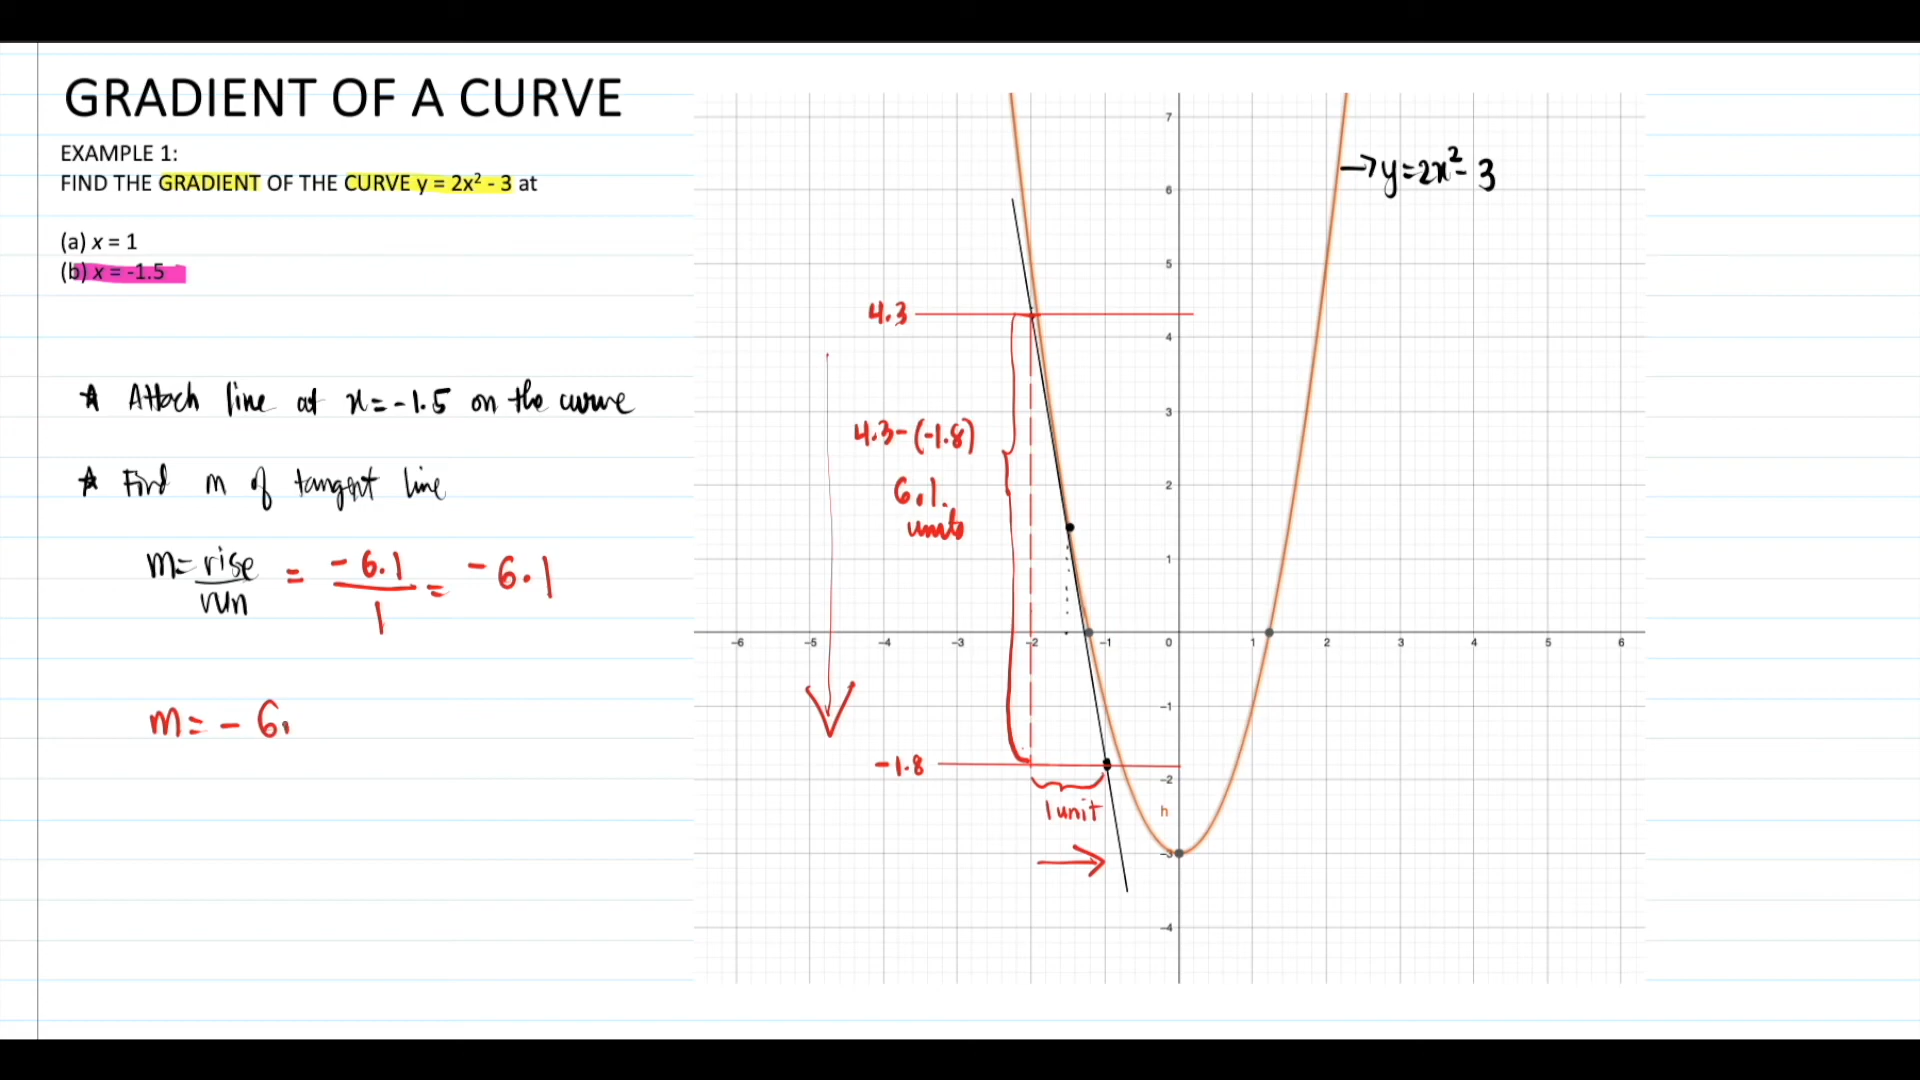 GRADIENT OF A CURVE
EXAMPLE 1:
FIND THE GRADIENT OF THE CURVE y = 2x² - 3 at
(a) x = 1
(b) x = -1.5
★ Attach line at x = -1.5 on the curve
★ Find m of tangent line
m = rise/run = -6.1/1 = -6.1
m = - 6.
→ y = 2x² - 3
4.3
4.3 - (-1.8)
6.1.
units
-1.8
1 unit
h
7
6
5
4
3
2
1
-6 -5 -4 -3 -2 -1 0 1 2 3 4 5 6
-1
-2
-3
-4